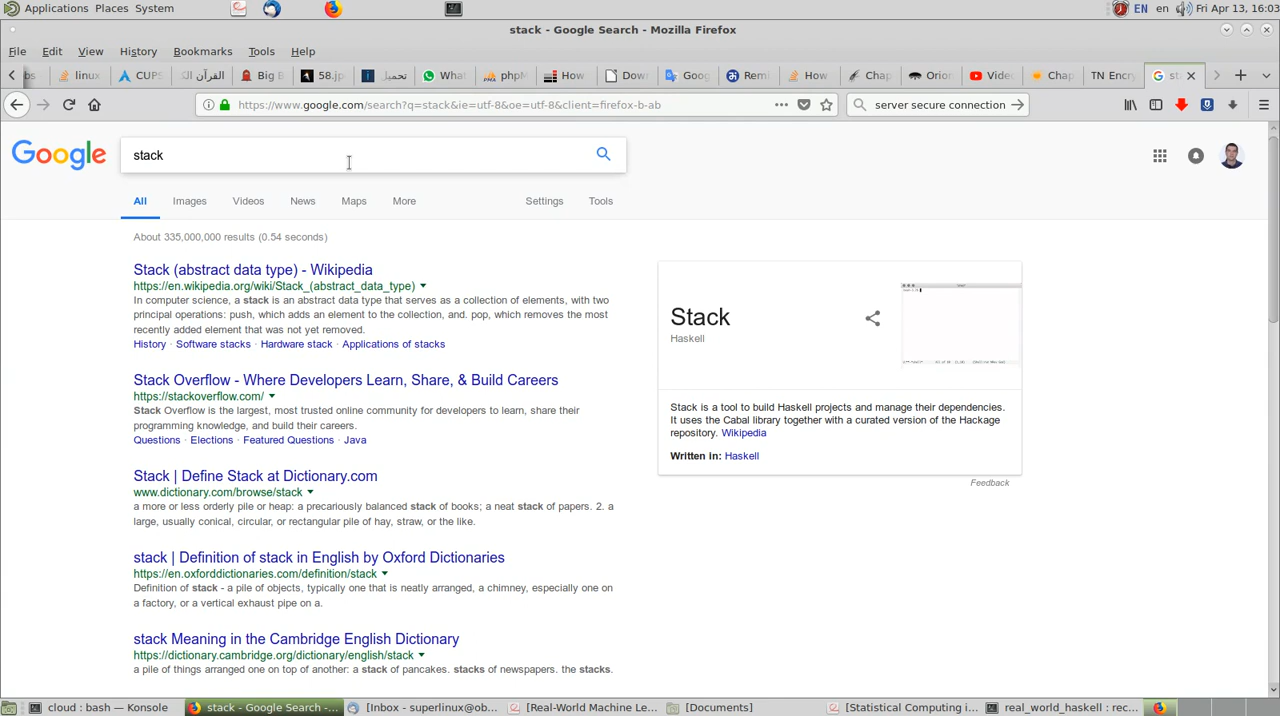 Applications Places System
EN en Fri Apr 13, 16:03
stack - Google Search - Mozilla Firefox
File Edit View History Bookmarks Tools Help
bs linux CUPS القرآن الك Big B 58.jp تحميل What phpM How Down Goog Remi How Chap Orion Video Chap TN Encry st
https://www.google.com/search?q=stack&ie=utf-8&oe=utf-8&client=firefox-b-ab
server secure connection
Google
stack
All Images Videos News Maps More Settings Tools
About 335,000,000 results (0.54 seconds)
Stack (abstract data type) - Wikipedia
https://en.wikipedia.org/wiki/Stack_(abstract_data_type)
In computer science, a stack is an abstract data type that serves as a collection of elements, with two
principal operations: push, which adds an element to the collection, and. pop, which removes the most
recently added element that was not yet removed.
History · Software stacks · Hardware stack · Applications of stacks
Stack Overflow - Where Developers Learn, Share, & Build Careers
https://stackoverflow.com/
Stack Overflow is the largest, most trusted online community for developers to learn, share their
programming knowledge, and build their careers.
Questions · Elections · Featured Questions · Java
Stack | Define Stack at Dictionary.com
www.dictionary.com/browse/stack
a more or less orderly pile or heap: a precariously balanced stack of books; a neat stack of papers. 2. a
large, usually conical, circular, or rectangular pile of hay, straw, or the like.
stack | Definition of stack in English by Oxford Dictionaries
https://en.oxforddictionaries.com/definition/stack
Definition of stack - a pile of objects, typically one that is neatly arranged, a chimney, especially one on
a factory, or a vertical exhaust pipe on a.
stack Meaning in the Cambridge English Dictionary
https://dictionary.cambridge.org/dictionary/english/stack
a pile of things arranged one on top of another: a stack of pancakes. stacks of newspapers. the stacks.
Stack
Haskell
Stack is a tool to build Haskell projects and manage their dependencies.
It uses the Cabal library together with a curated version of the Hackage
repository. Wikipedia
Written in: Haskell
Feedback
cloud : bash — Konsole
stack - Google Search - ...
[Inbox - superlinux@ob...
[Real-World Machine Le...
[Documents]
[Statistical Computing i...
real_world_haskell : rec...